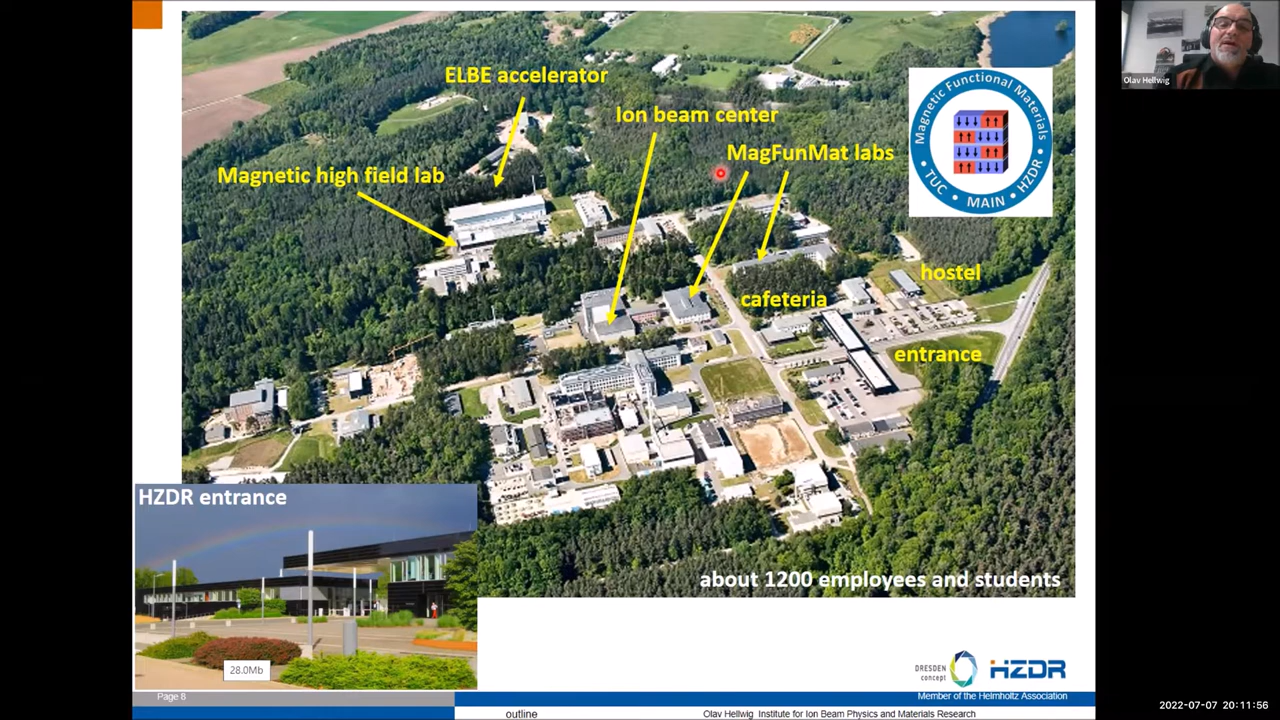 ELBE accelerator
Ion beam center
MagFunMat labs
Magnetic high field lab
Magnetic Functional Materials
TUC • MAIN • HZDR
hostel
cafeteria
entrance
HZDR entrance
about 1200 employees and students
28.0Mb
DRESDEN
concept
HZDR
Page 8
Member of the Helmholtz Association
outline
Olav Hellwig Institute for Ion Beam Physics and Materials Research
Olav Hellwig
2022-07-07 20:11:56